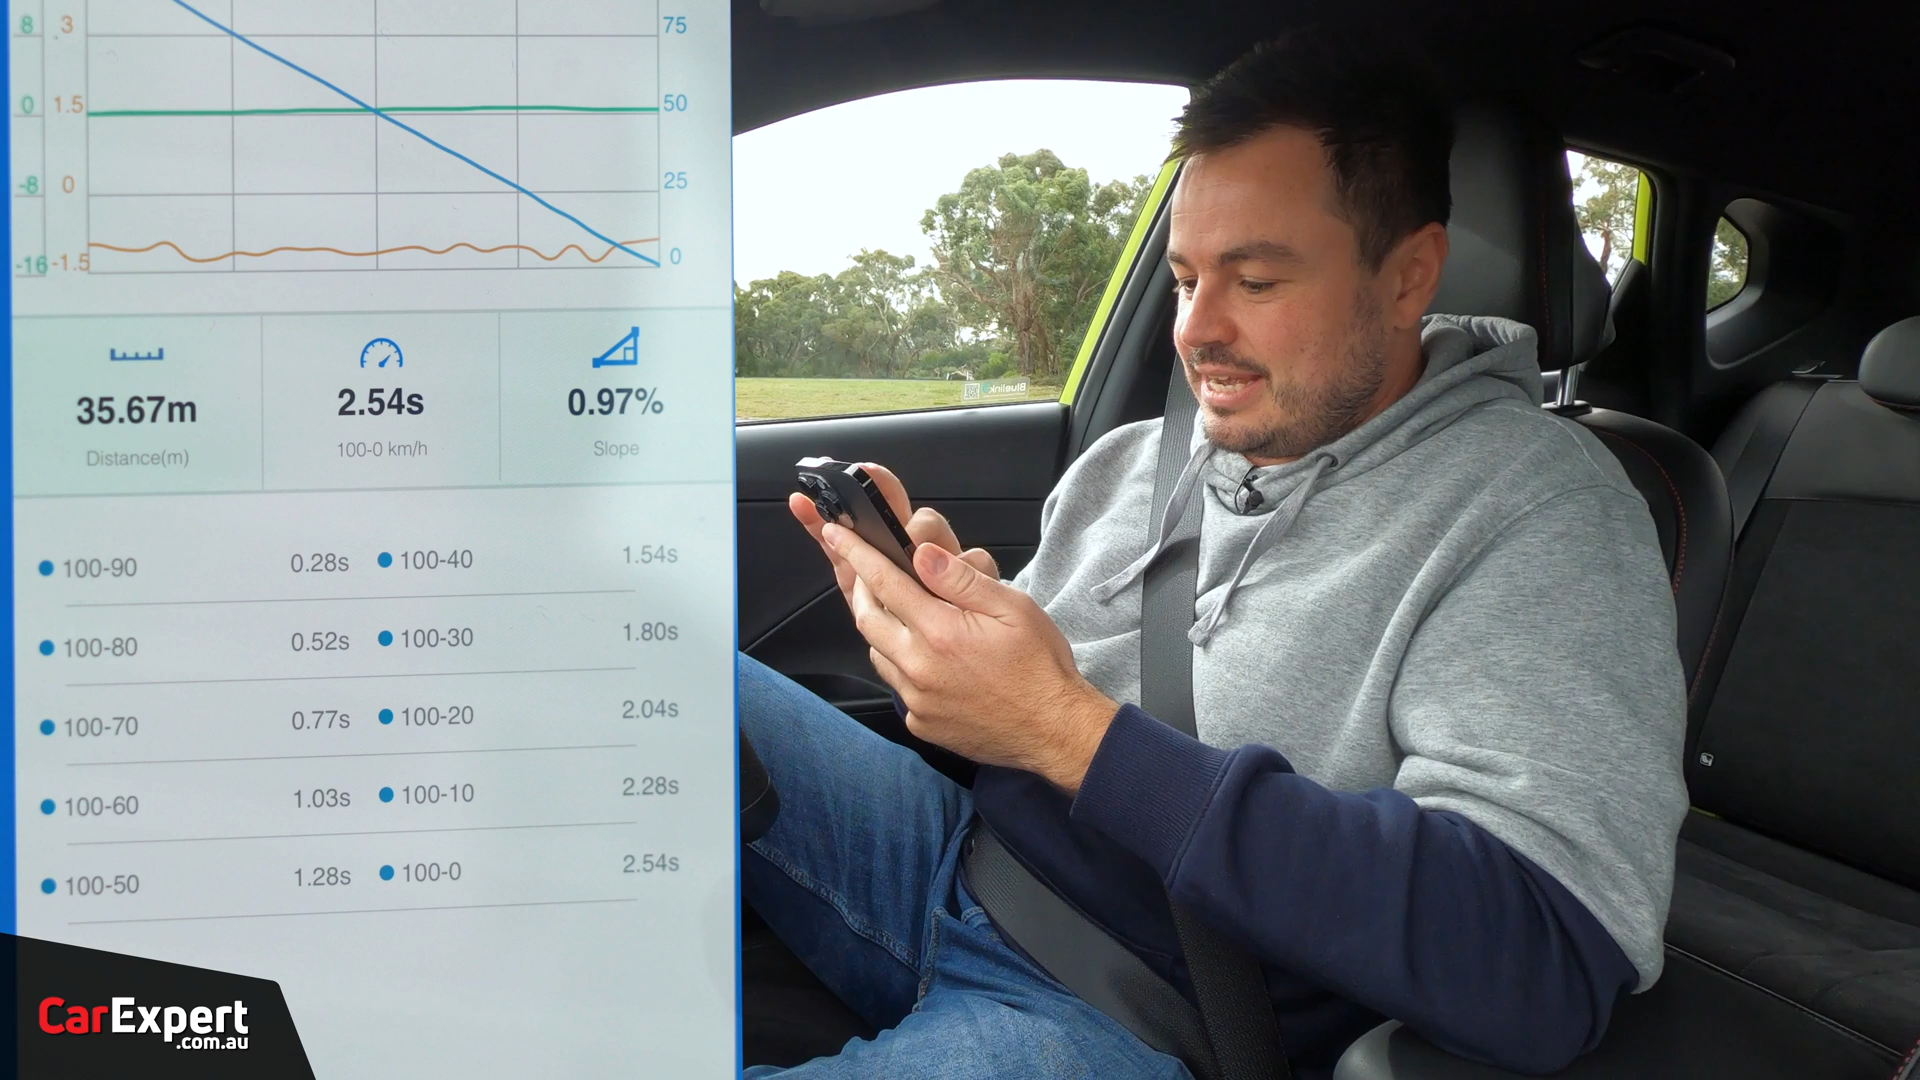 8 3 75
0 1.5 50
-8 0 25
-16 -1.5 0
35.67m 2.54s 0.97%
Distance(m) 100-0 km/h Slope
100-90 0.28s 100-40 1.54s
100-80 0.52s 100-30 1.80s
100-70 0.77s 100-20 2.04s
100-60 1.03s 100-10 2.28s
100-50 1.28s 100-0 2.54s
Bluelink
CarExpert
.com.au